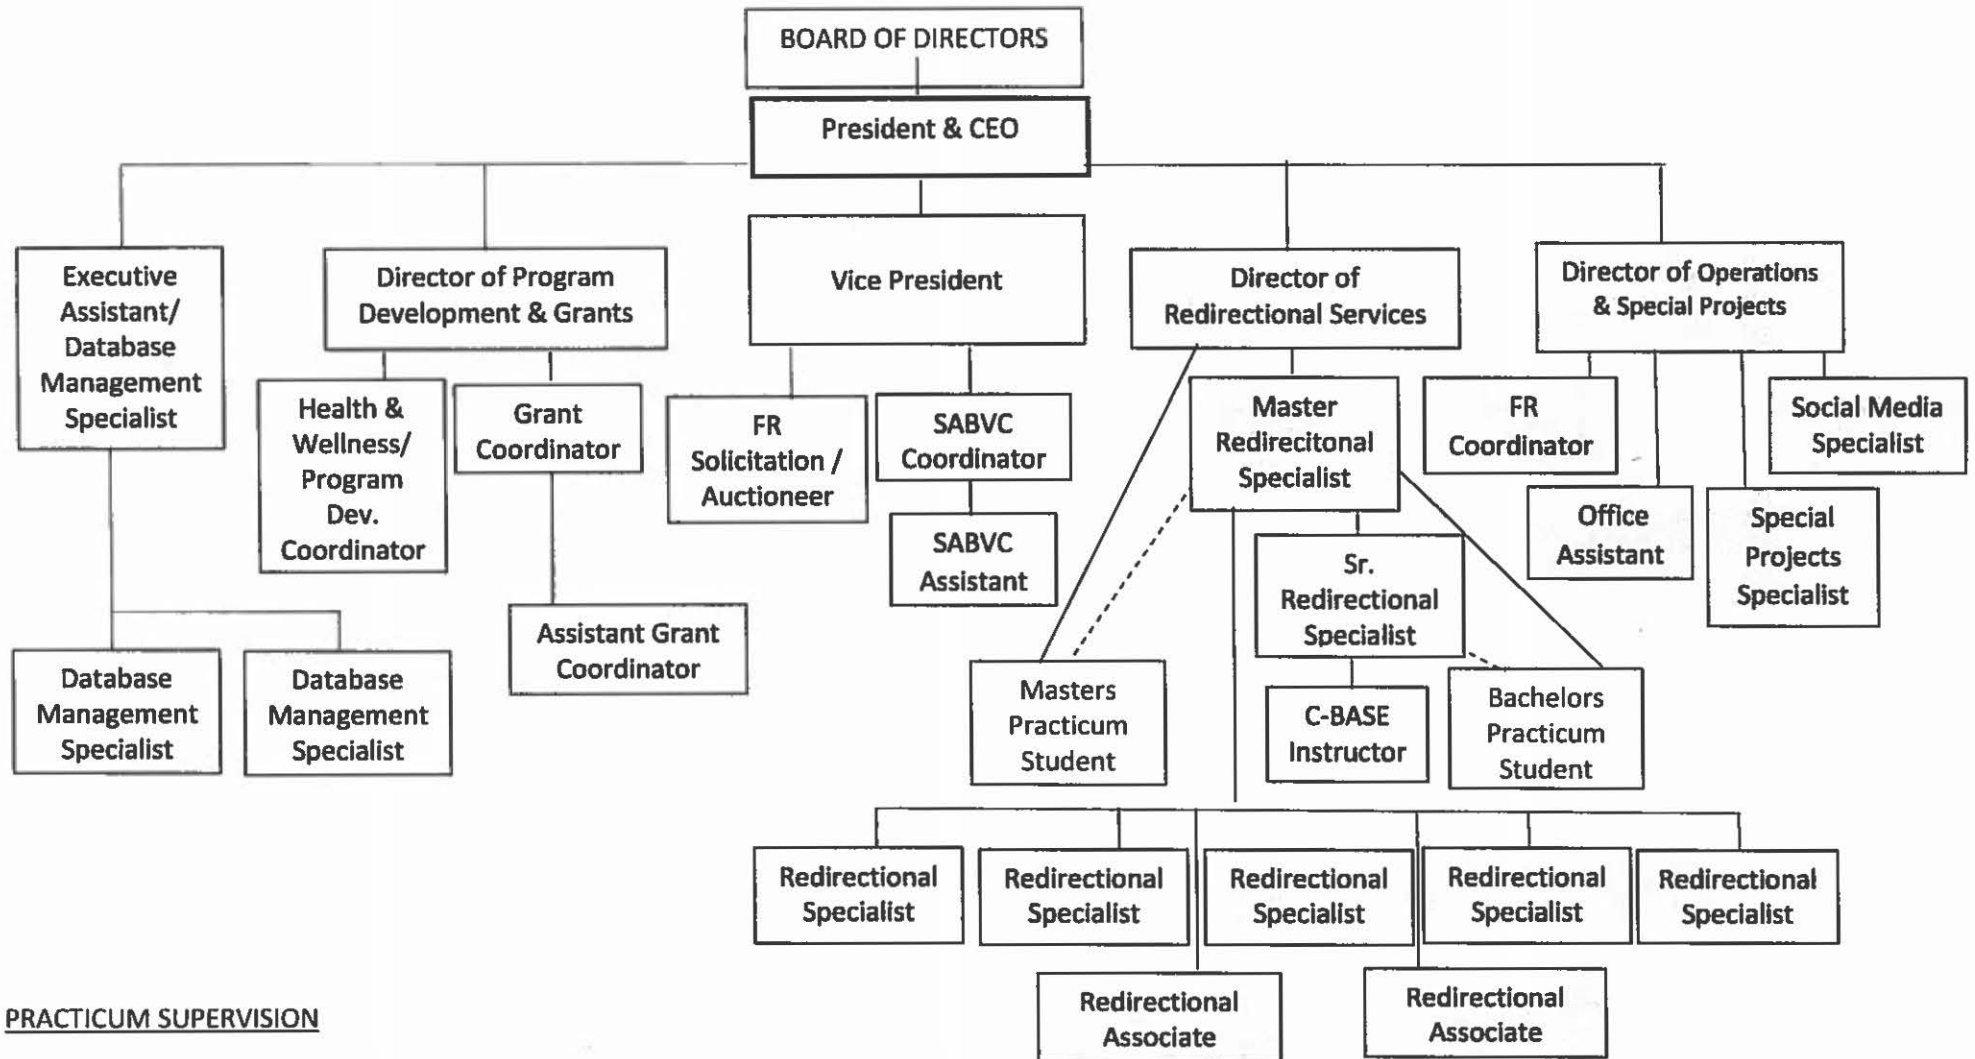 BOARD OF DIRECTORS
President & CEO
Executive
Assistant/
Database
Management
Specialist
Director of Program
Development & Grants
Vice President
Director of
Redirectional Services
Director of Operations
& Special Projects
Health &
Wellness/
Program
Dev.
Coordinator
Grant
Coordinator
FR
Solicitation /
Auctioneer
SABVC
Coordinator
SABVC
Assistant
Master
Redirecitonal
Specialist
FR
Coordinator
Social Media
Specialist
Office
Assistant
Special
Projects
Specialist
Sr.
Redirectional
Specialist
Assistant Grant
Coordinator
Database
Management
Specialist
Database
Management
Specialist
Masters
Practicum
Student
C-BASE
Instructor
Bachelors
Practicum
Student
Redirectional
Specialist
Redirectional
Specialist
Redirectional
Specialist
Redirectional
Specialist
Redirectional
Specialist
Redirectional
Associate
Redirectional
Associate
PRACTICUM SUPERVISION